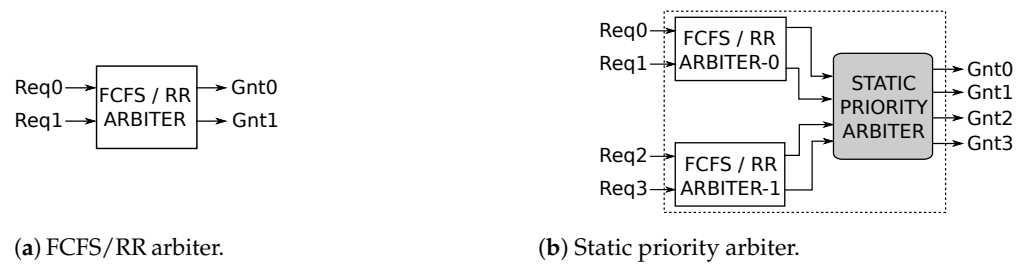 Req0
Req1
FCFS / RR
ARBITER
Gnt0
Gnt1
(a) FCFS/RR arbiter.
Req0
Req1
FCFS / RR
ARBITER-0
Req2
Req3
FCFS / RR
ARBITER-1
STATIC
PRIORITY
ARBITER
Gnt0
Gnt1
Gnt2
Gnt3
(b) Static priority arbiter.